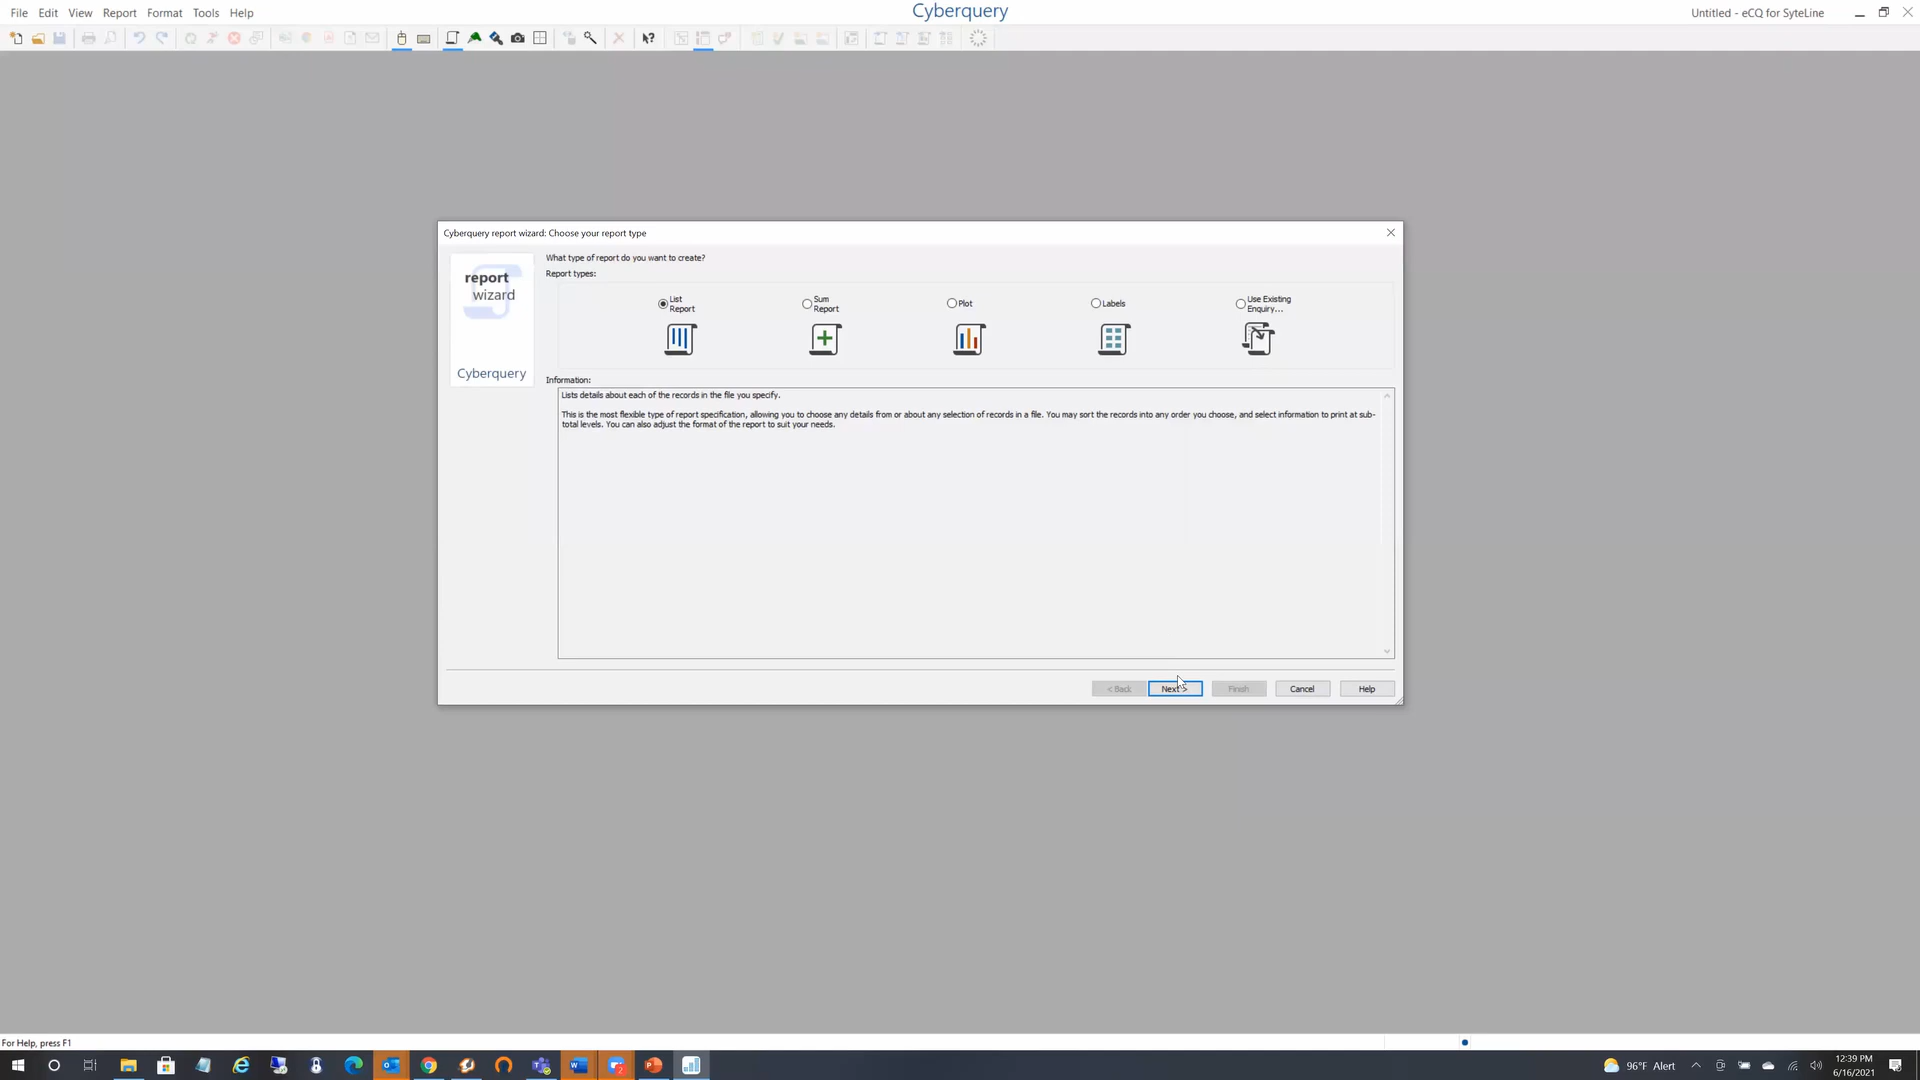 File Edit View Report Format Tools Help
Cyberquery
Untitled - eCQ for SyteLine
Cyberquery report wizard: Choose your report type
report
wizard
Cyberquery
What type of report do you want to create?
Report types:
List
Report
Sum
Report
Plot
Labels
Use Existing
Enquiry...
Information:
Lists details about each of the records in the file you specify.
This is the most flexible type of report specification, allowing you to choose any details from or about any selection of records in a file. You may sort the records into any order you choose, and select information to print at sub-
total levels. You can also adjust the format of the report to suit your needs.
< Back Next > Finish Cancel Help
For Help, press F1
96°F Alert
12:39 PM
6/16/2021